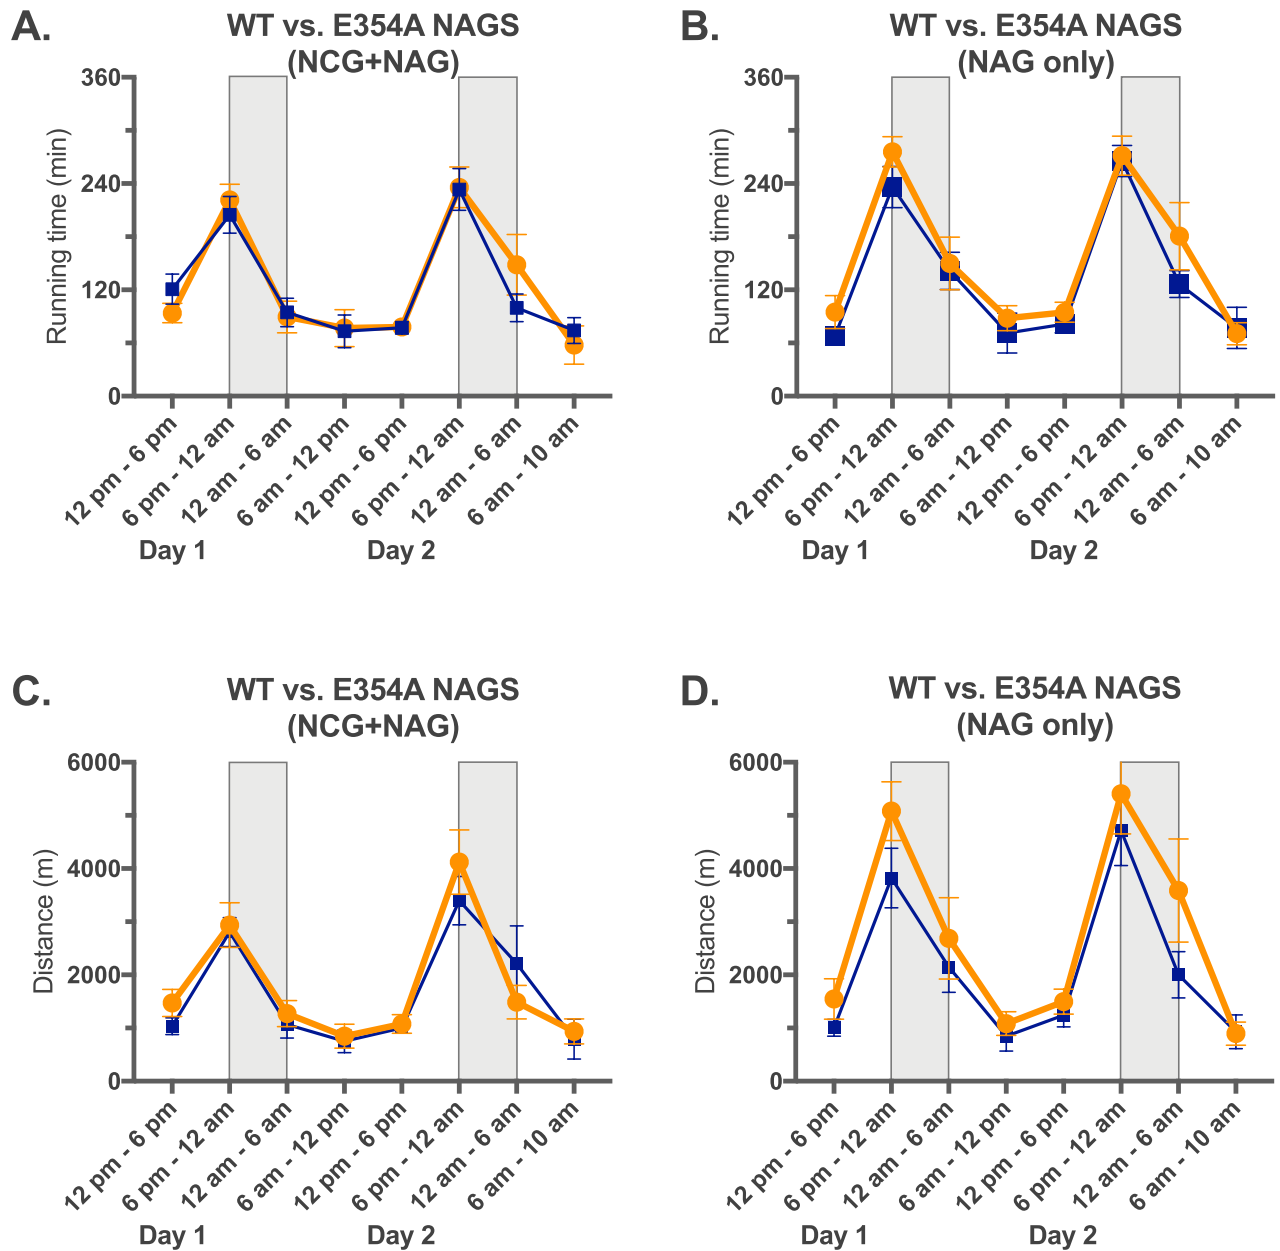 A.
WT vs. E354A NAGS
(NCG+NAG)
Running time (min)
360
240
120
0
12 pm - 6 pm
6 pm - 12 am
12 am - 6 am
6 am - 12 pm
12 pm - 6 pm
6 pm - 12 am
12 am - 6 am
6 am - 10 am
Day 1
Day 2
B.
WT vs. E354A NAGS
(NAG only)
Running time (min)
360
240
120
0
12 pm - 6 pm
6 pm - 12 am
12 am - 6 am
6 am - 12 pm
12 pm - 6 pm
6 pm - 12 am
12 am - 6 am
6 am - 10 am
Day 1
Day 2
C.
WT vs. E354A NAGS
(NCG+NAG)
Distance (m)
6000
4000
2000
0
12 pm - 6 pm
6 pm - 12 am
12 am - 6 am
6 am - 12 pm
12 pm - 6 pm
6 pm - 12 am
12 am - 6 am
6 am - 10 am
Day 1
Day 2
D.
WT vs. E354A NAGS
(NAG only)
Distance (m)
6000
4000
2000
0
12 pm - 6 pm
6 pm - 12 am
12 am - 6 am
6 am - 12 pm
12 pm - 6 pm
6 pm - 12 am
12 am - 6 am
6 am - 10 am
Day 1
Day 2